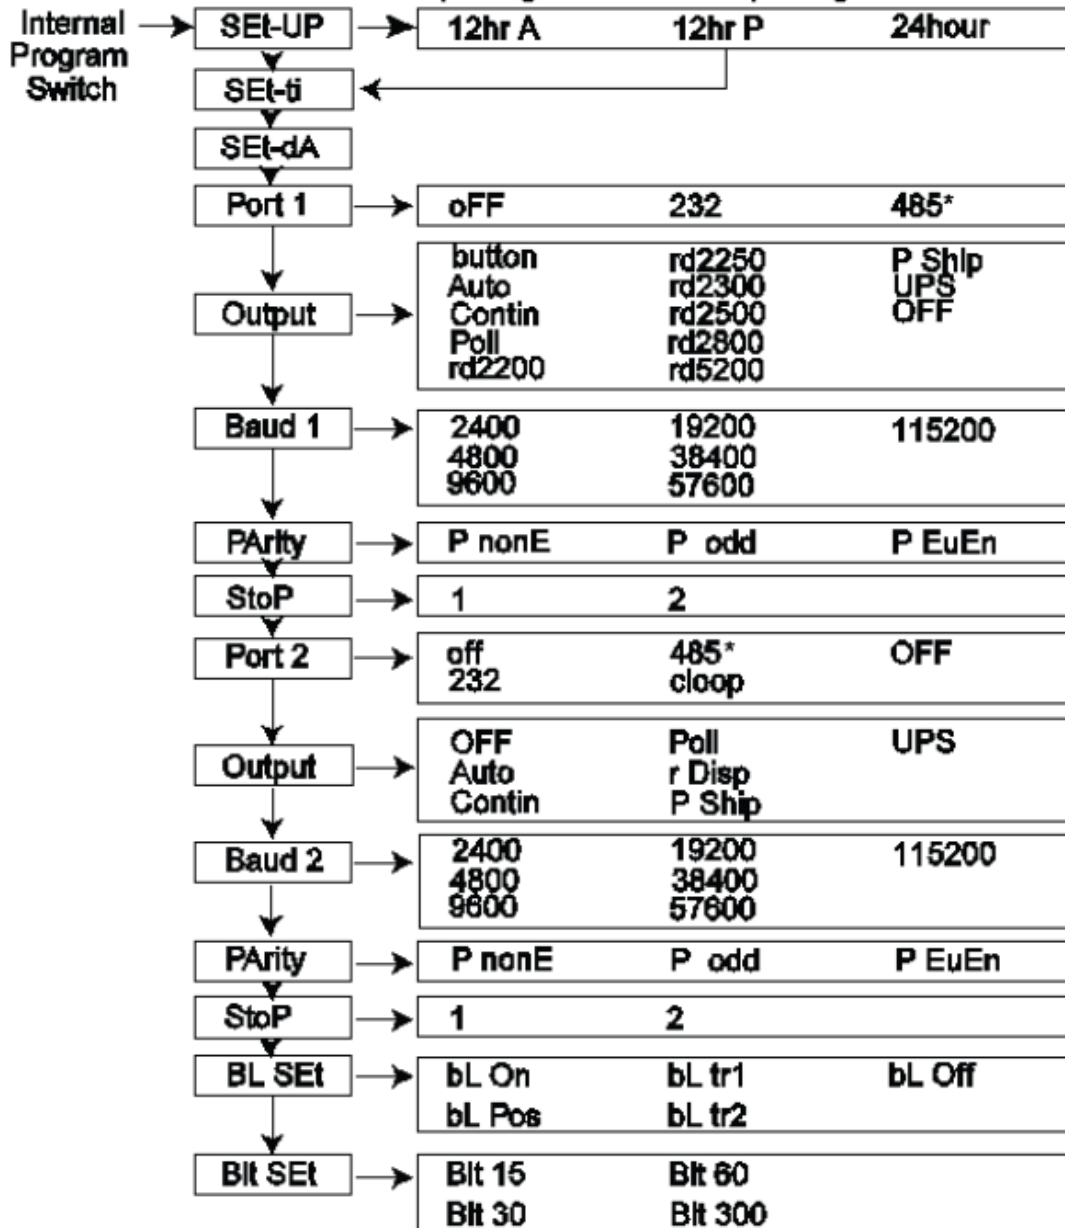 Internal
Program
Switch
SEt-UP
12hr A 12hr P 24hour
SEt-ti
SEt-dA
Port 1
oFF 232 485*
Output
button rd2250 P Ship
Auto rd2300 UPS
Contin rd2500 OFF
Poll rd2800
rd2200 rd5200
Baud 1
2400 19200 115200
4800 38400
9600 57600
PArity
P nonE P odd P EuEn
StoP
1 2
Port 2
off 485* OFF
232 cloop
Output
OFF Poll UPS
Auto r Disp
Contin P Ship
Baud 2
2400 19200 115200
4800 38400
9600 57600
PArity
P nonE P odd P EuEn
StoP
1 2
BL SEt
bL On bL tr1 bL Off
bL Pos bL tr2
Blt SEt
Blt 15 Blt 60
Blt 30 Blt 300